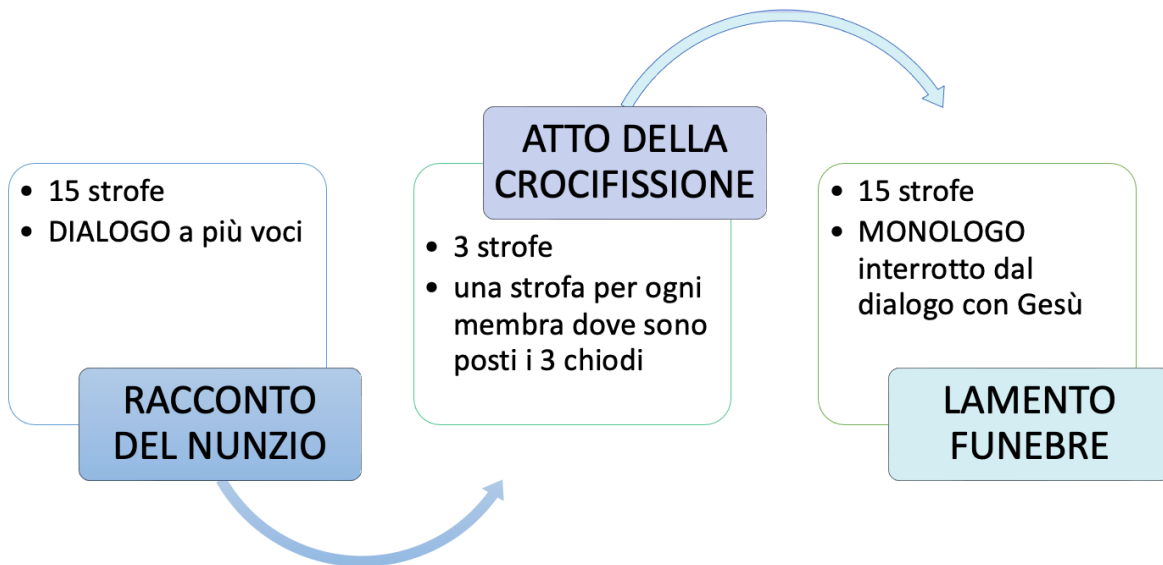 • 15 strofe
• DIALOGO a più voci
RACCONTO
DEL NUNZIO
ATTO DELLA
CROCIFISSIONE
• 3 strofe
• una strofa per ogni
membra dove sono
posti i 3 chiodi
• 15 strofe
• MONOLOGO
interrotto dal
dialogo con Gesù
LAMENTO
FUNEBRE